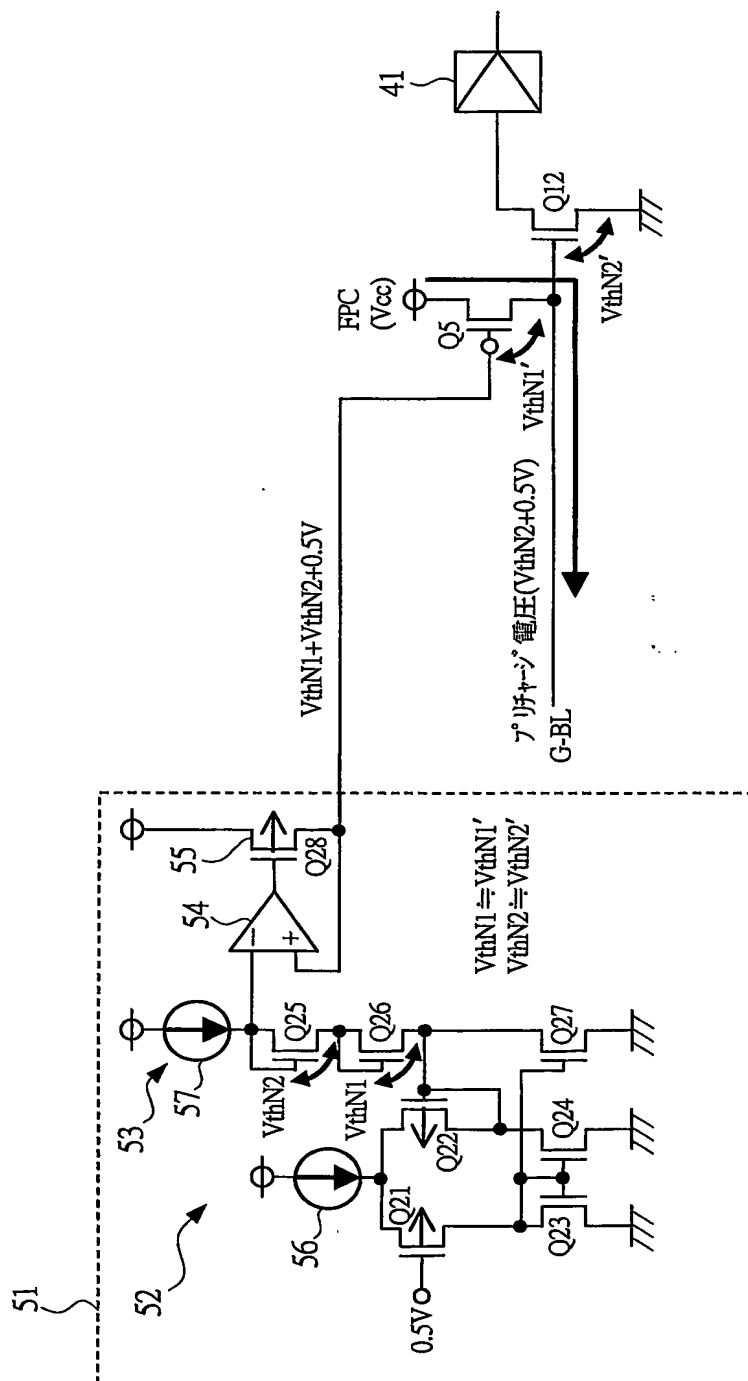 51
52
53
57
56
54
55
0.5V
Q21
Q22
Q23
Q24
Q25
Q26
Q27
Q28
VthN2
VthN1
VthN1≒VthN1'
VthN2≒VthN2'
VthN1+VthN2+0.5V
プリチャージ電圧(VthN2+0.5V)
G-BL
FPC
(Vcc)
Q5
VthN1'
Q12
VthN2'
41